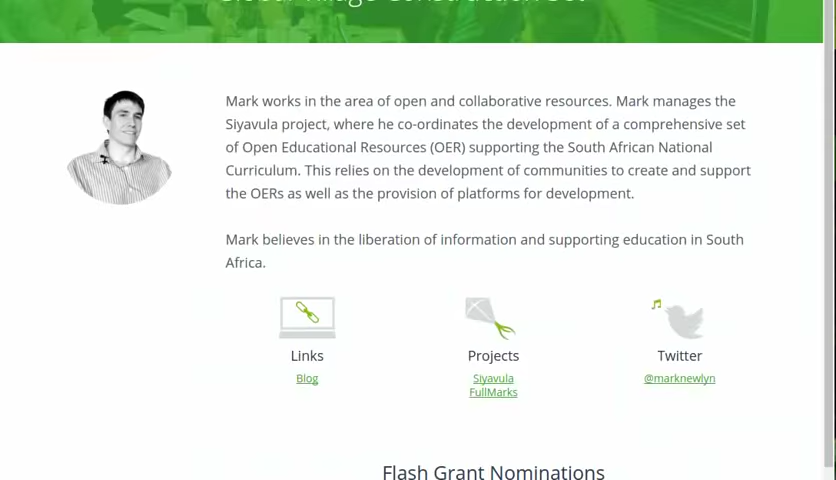 Global Village Construction Set
Mark works in the area of open and collaborative resources. Mark manages the
Siyavula project, where he co-ordinates the development of a comprehensive set
of Open Educational Resources (OER) supporting the South African National
Curriculum. This relies on the development of communities to create and support
the OERs as well as the provision of platforms for development.
Mark believes in the liberation of information and supporting education in South
Africa.
Links
Projects
Twitter
Blog
Siyavula
@marknewlyn
FullMarks
Flash Grant Nominations